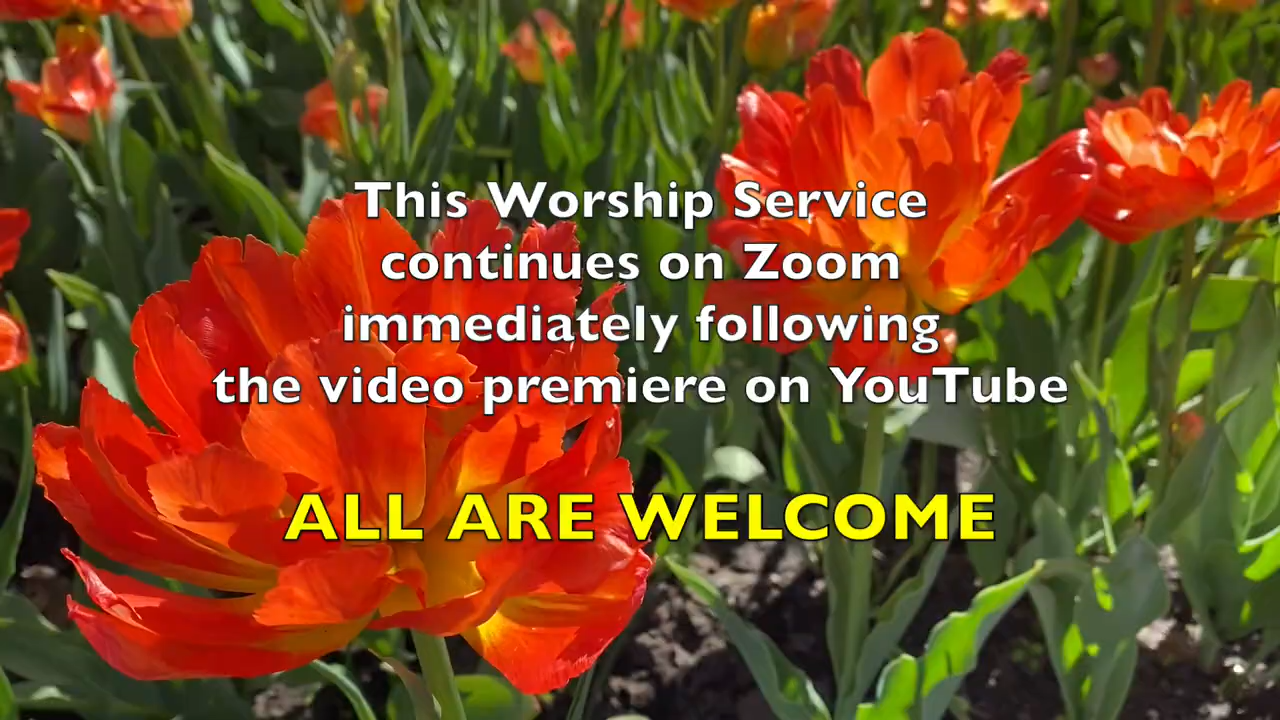 This Worship Service
continues on Zoom
immediately following
the video premiere on YouTube
ALL ARE WELCOME